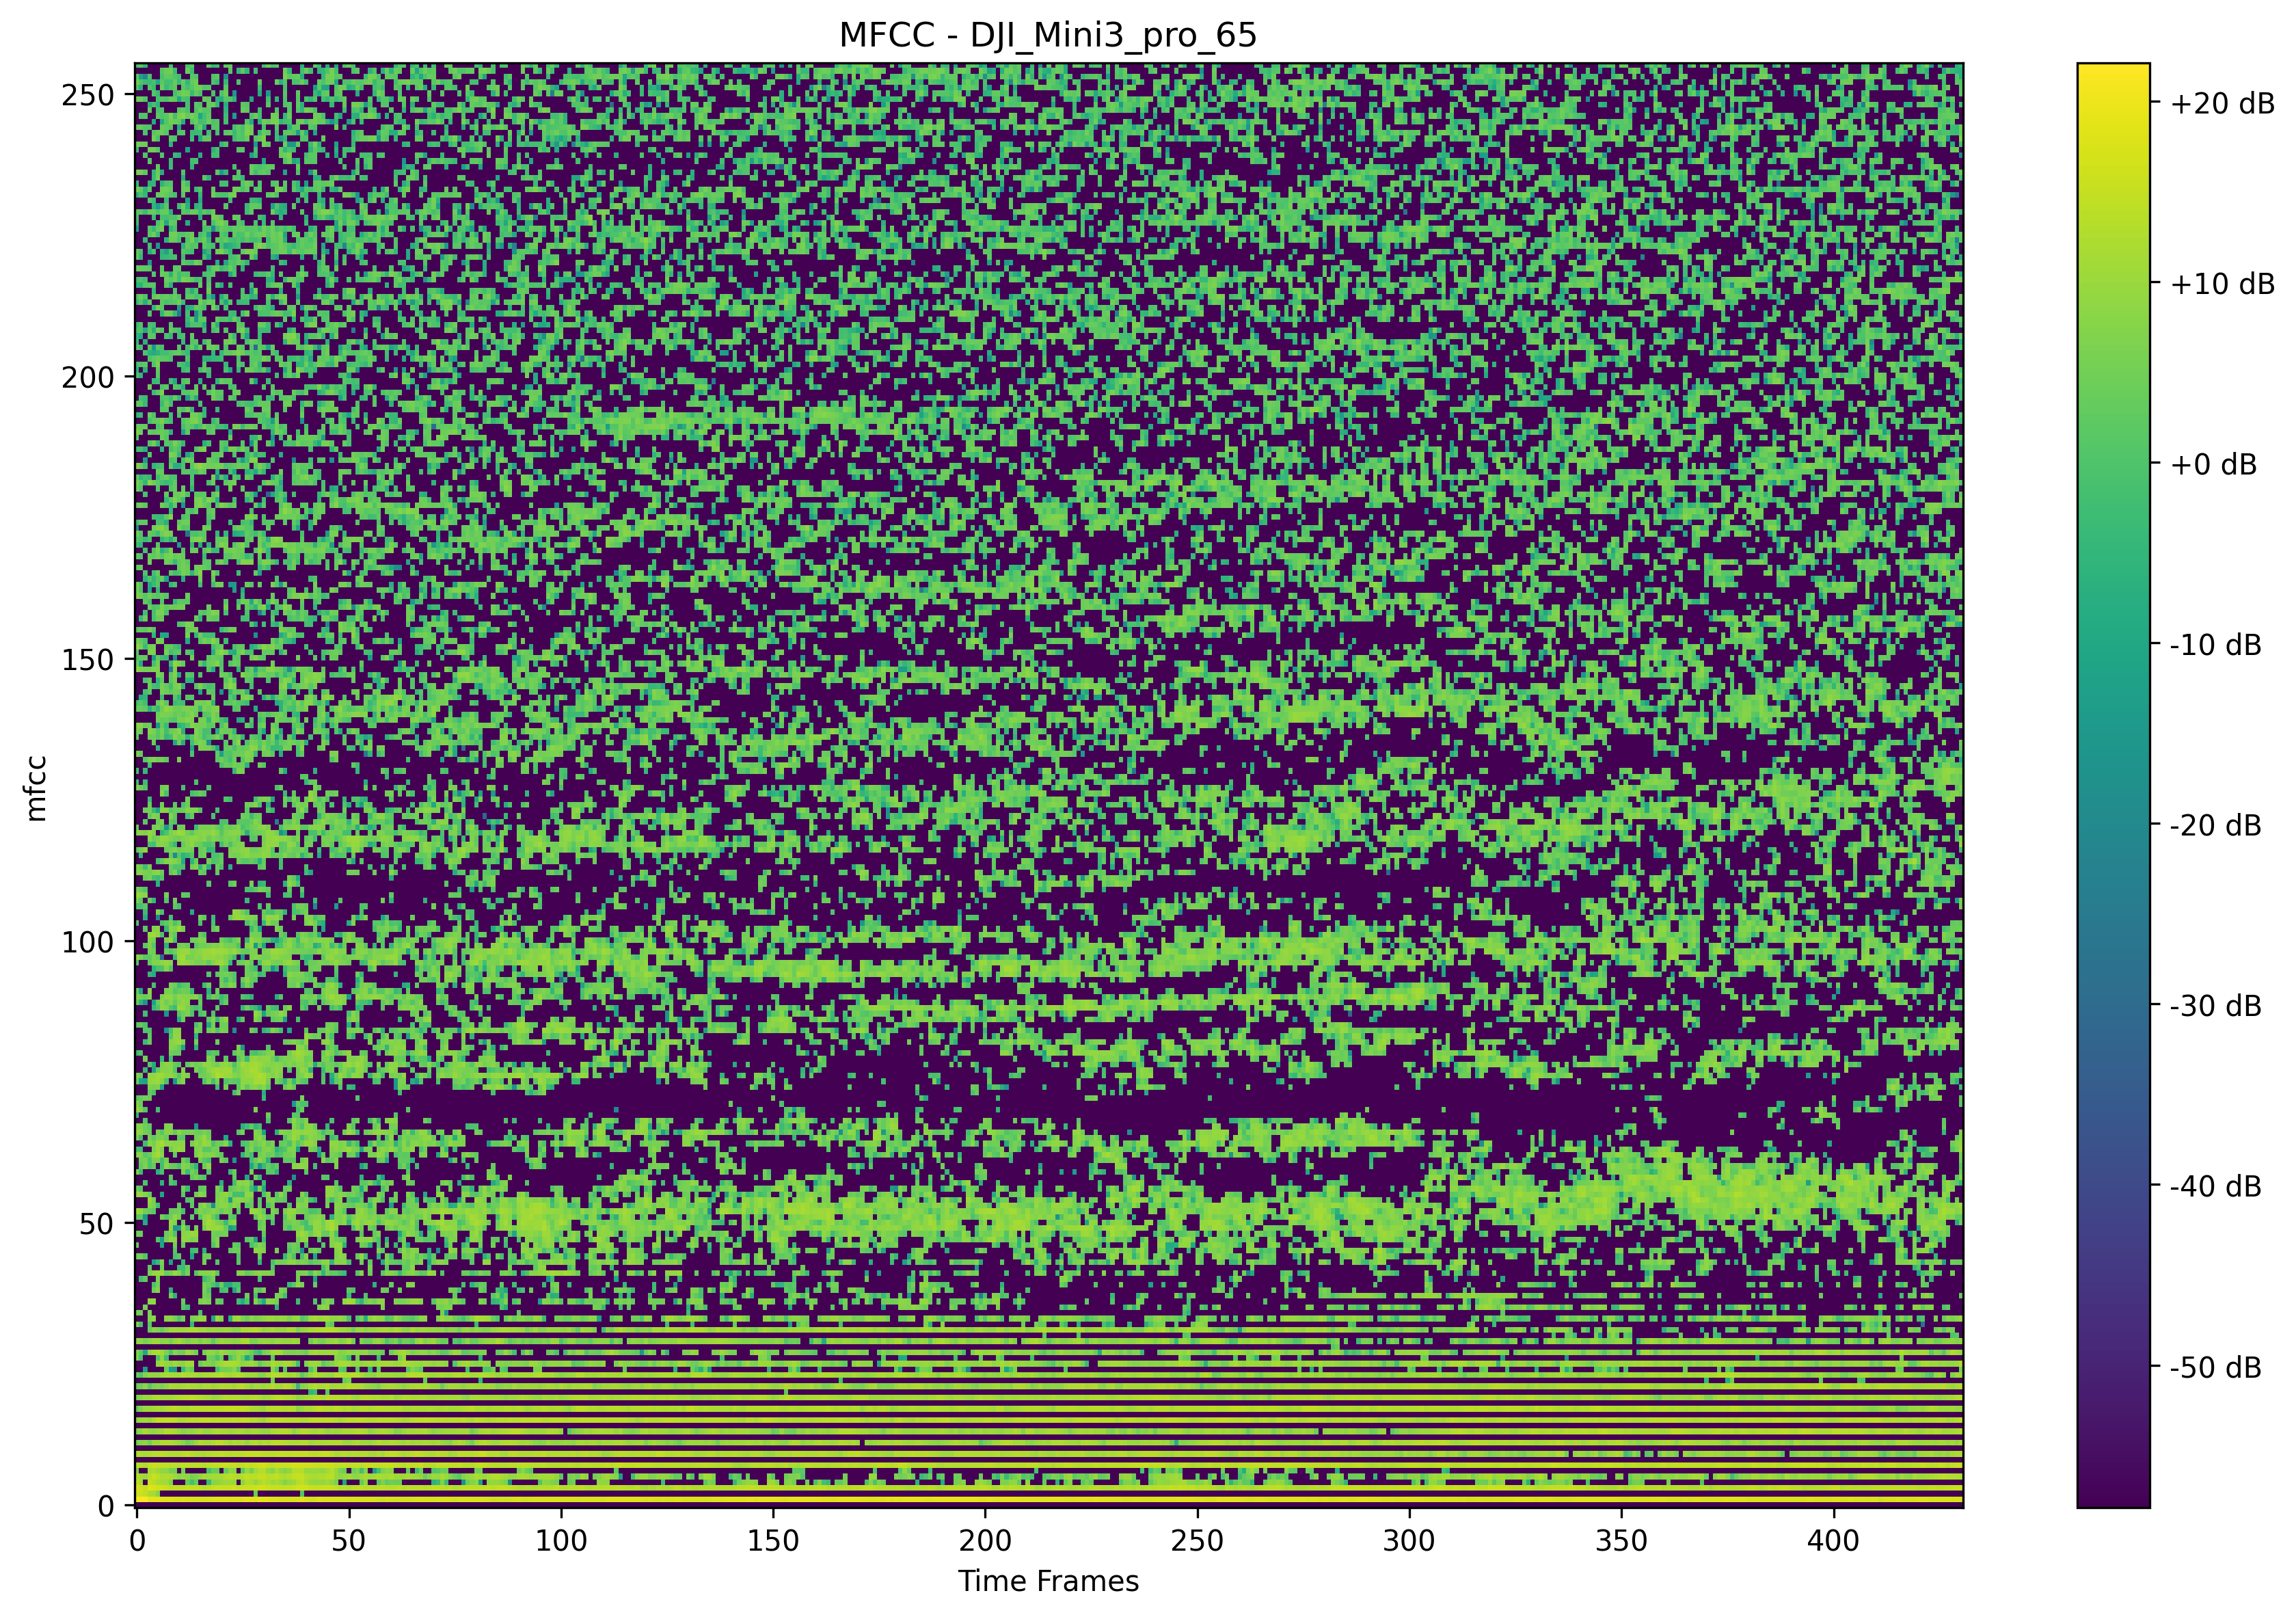 MFCC - DJI_Mini3_pro_65
250
200
150
100
50
0
mfcc
0 50 100 150 200 250 300 350 400
Time Frames
+20 dB
+10 dB
+0 dB
-10 dB
-20 dB
-30 dB
-40 dB
-50 dB